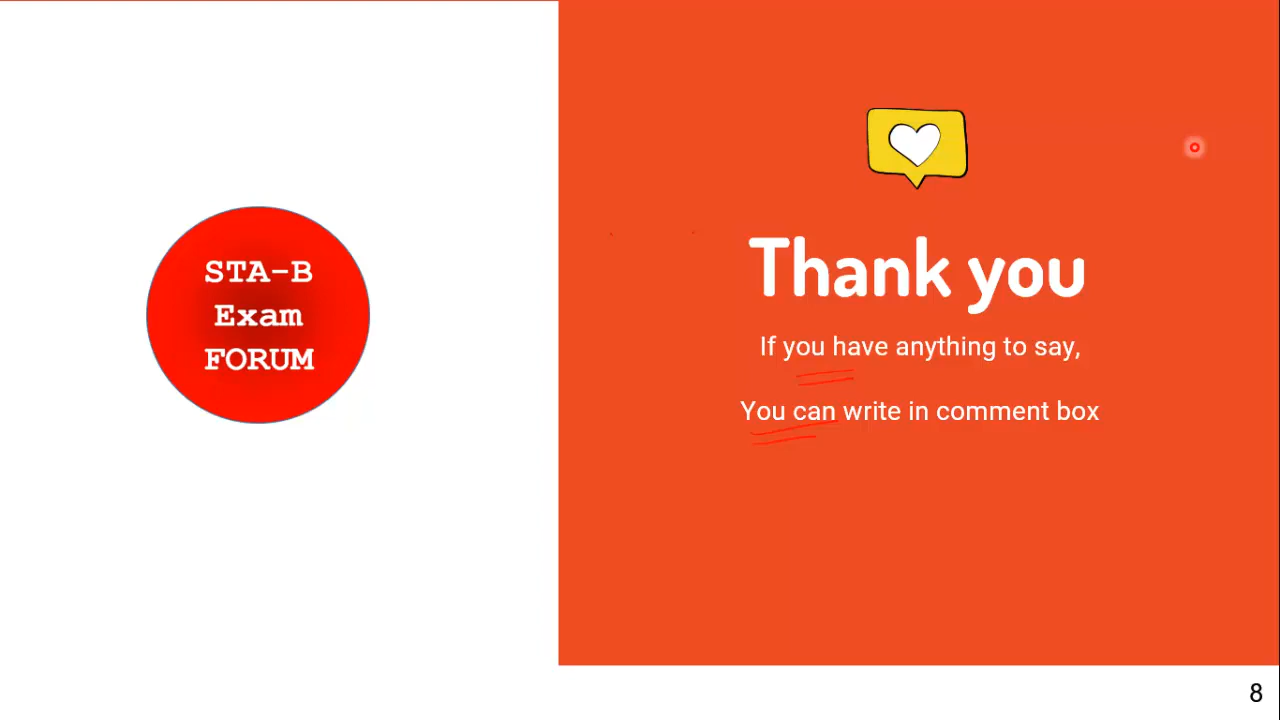 STA-B
Exam
FORUM
Thank you
If you have anything to say,
You can write in comment box
8